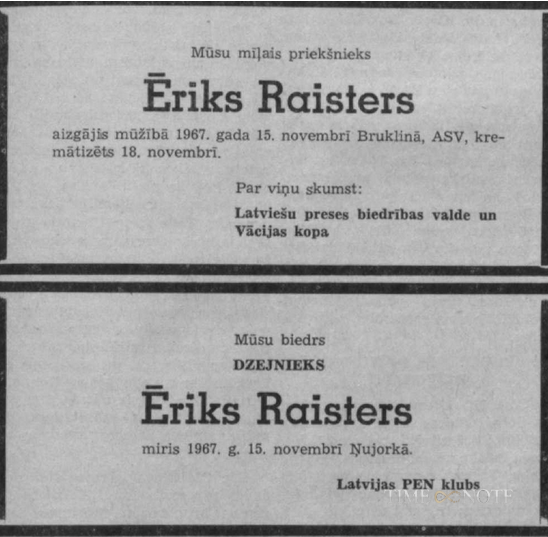 Mūsu mīļais priekšnieks
Ēriks Raisters
aizgājis mūžībā 1967. gada 15. novembrī Bruklinā, ASV, kre-
mātizēts 18. novembrī.
Par viņu skumst:
Latviešu preses biedrības valde un
Vācijas kopa
Mūsu biedrs
DZEJNIEKS
Ēriks Raisters
miris 1967. g. 15. novembrī Ņujorkā.
Latvijas PEN klubs
TIMENOTE